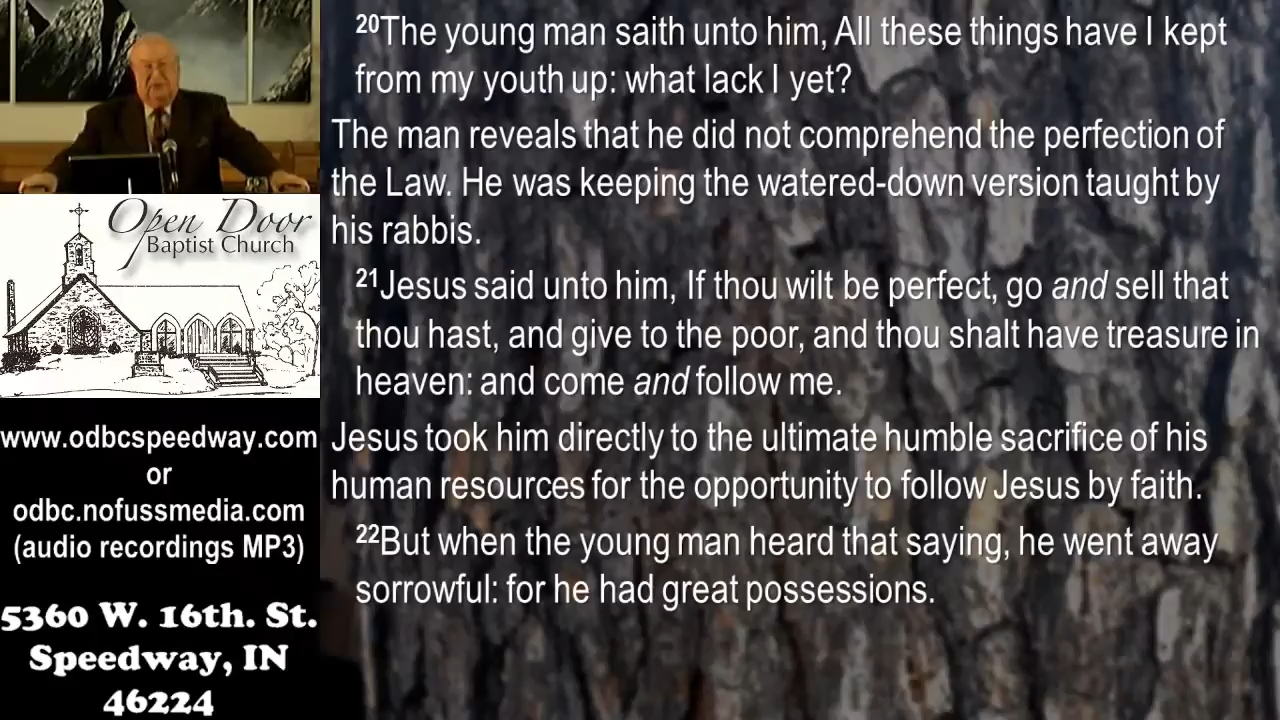 20The young man saith unto him, All these things have I kept
from my youth up: what lack I yet?
The man reveals that he did not comprehend the perfection of
the Law. He was keeping the watered-down version taught by
his rabbis.
21Jesus said unto him, If thou wilt be perfect, go and sell that
thou hast, and give to the poor, and thou shalt have treasure in
heaven: and come and follow me.
Jesus took him directly to the ultimate humble sacrifice of his
human resources for the opportunity to follow Jesus by faith.
22But when the young man heard that saying, he went away
sorrowful: for he had great possessions.
Open Door
Baptist Church
www.odbcspeedway.com
or
odbc.nofussmedia.com
(audio recordings MP3)
5360 W. 16th. St.
Speedway, IN
46224